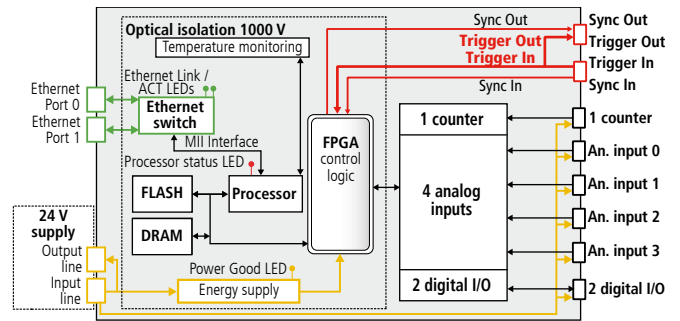 Optical isolation 1000 V
Temperature monitoring
Sync Out
Trigger Out
Trigger In
Sync In
Sync Out
Trigger Out
Trigger In
Sync In
Ethernet
Port 0
Ethernet
Port 1
Ethernet Link /
ACT LEDs
Ethernet
switch
MII Interface
Processor status LED
FLASH
Processor
DRAM
FPGA
control
logic
1 counter
4 analog
inputs
2 digital I/O
1 counter
An. input 0
An. input 1
An. input 2
An. input 3
2 digital I/O
24 V
supply
Output
line
Input
line
Power Good LED
Energy supply